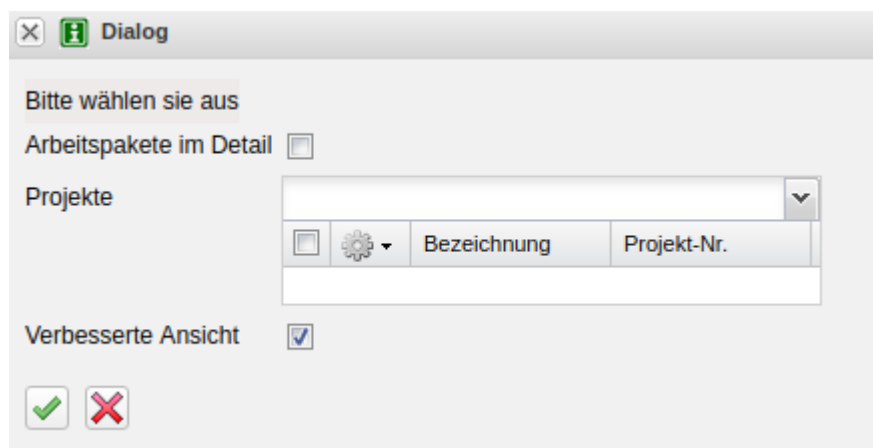 Dialog
Bitte wählen sie aus
Arbeitspakete im Detail
Projekte
Bezeichnung Projekt-Nr.
Verbesserte Ansicht